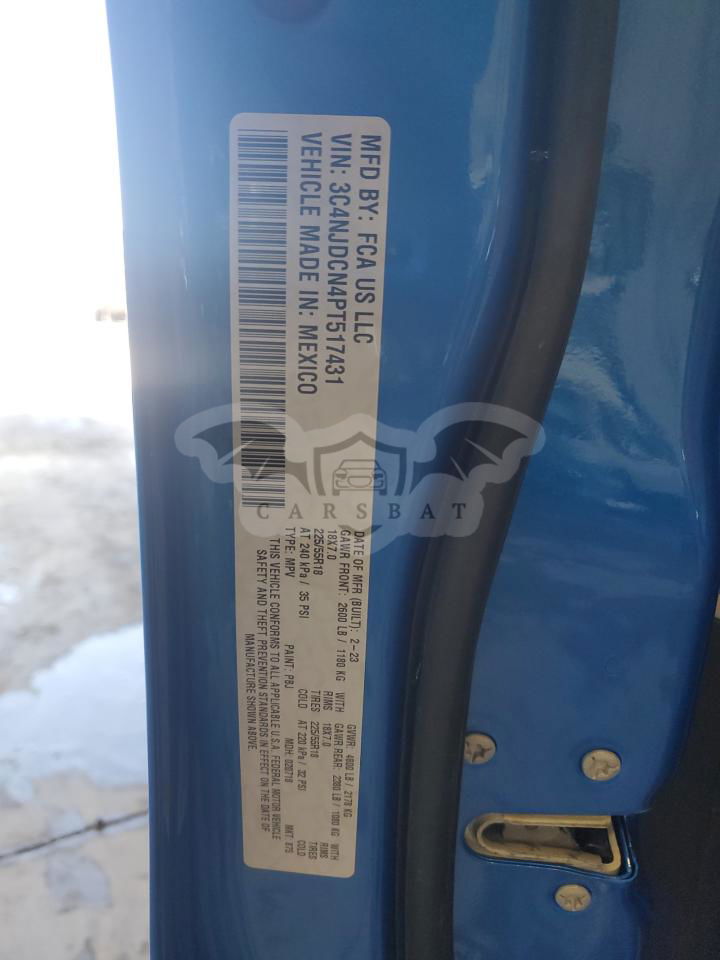 MFD BY: FCA US LLC
VIN: 3C4NJDCN4PT517431
VEHICLE MADE IN: MEXICO
DATE OF MFR (BUILT): 2-23 GVWR: 4800 LB / 2178 KG
GAWR FRONT: 2600 LB / 1180 KG WITH GAWR REAR: 2380 LB / 1080 KG WITH
18X7.0 RIMS 18X7.0 RIMS
225/55R18 TIRES 225/55R18 TIRES
AT 240 kPa / 35 PSI COLD AT 220 kPa / 32 PSI COLD
TYPE: MPV PAINT: PBJ MDH: 020718 MKT: 875
THIS VEHICLE CONFORMS TO ALL APPLICABLE U.S.A. FEDERAL MOTOR VEHICLE
SAFETY AND THEFT PREVENTION STANDARDS IN EFFECT ON THE DATE OF
MANUFACTURE SHOWN ABOVE.
CARSBAT